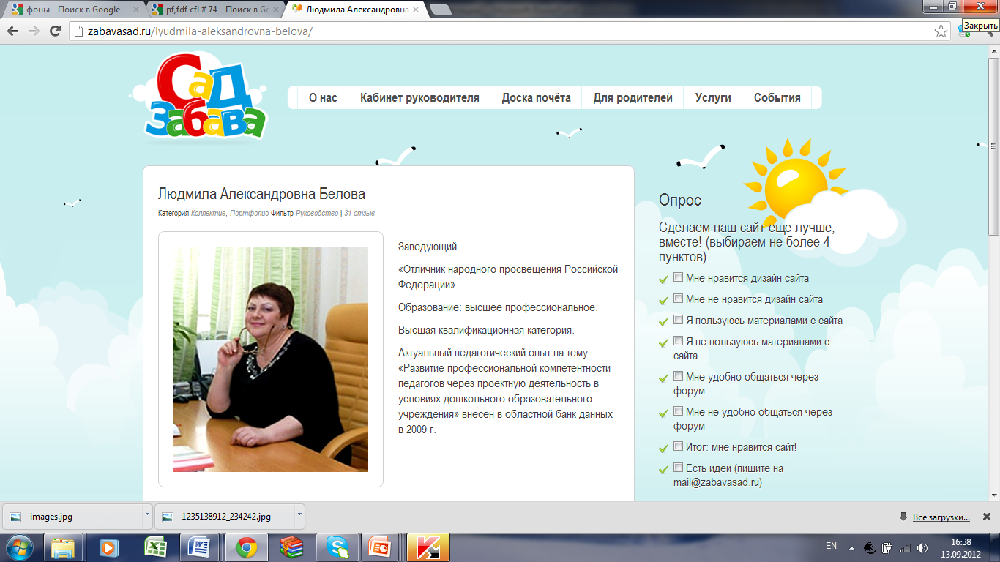 фоны - Поиск в Google
pf,fdf cfl # 74 - Поиск в Go
Людмила Александровна
Закрыть
zabavasad.ru/lyudmila-aleksandrovna-belova/
Сад
Забава
О нас
Кабинет руководителя
Доска почёта
Для родителей
Услуги
События
Людмила Александровна Белова
Категория Коллектив, Портфолио Фильтр Руководство | 31 отзыв
Заведующий.
«Отличник народного просвещения Российской
Федерации».
Образование: высшее профессиональное.
Высшая квалификационная категория.
Актуальный педагогический опыт на тему:
«Развитие профессиональной компетентности
педагогов через проектную деятельность в
условиях дошкольного образовательного
учреждения» внесен в областной банк данных
в 2009 г.
Опрос
Сделаем наш сайт еще лучше,
вместе! (выбираем не более 4
пунктов)
Мне нравится дизайн сайта
Мне не нравится дизайн сайта
Я пользуюсь материалами с сайта
Я не пользуюсь материалами с
сайта
Мне удобно общаться через
форум
Мне не удобно общаться через
форум
Итог: мне нравится сайт!
Есть идеи (пишите на
mail@zabavasad.ru)
images.jpg
1235138912_234242.jpg
Все загрузки...
EN
16:38
13.09.2012